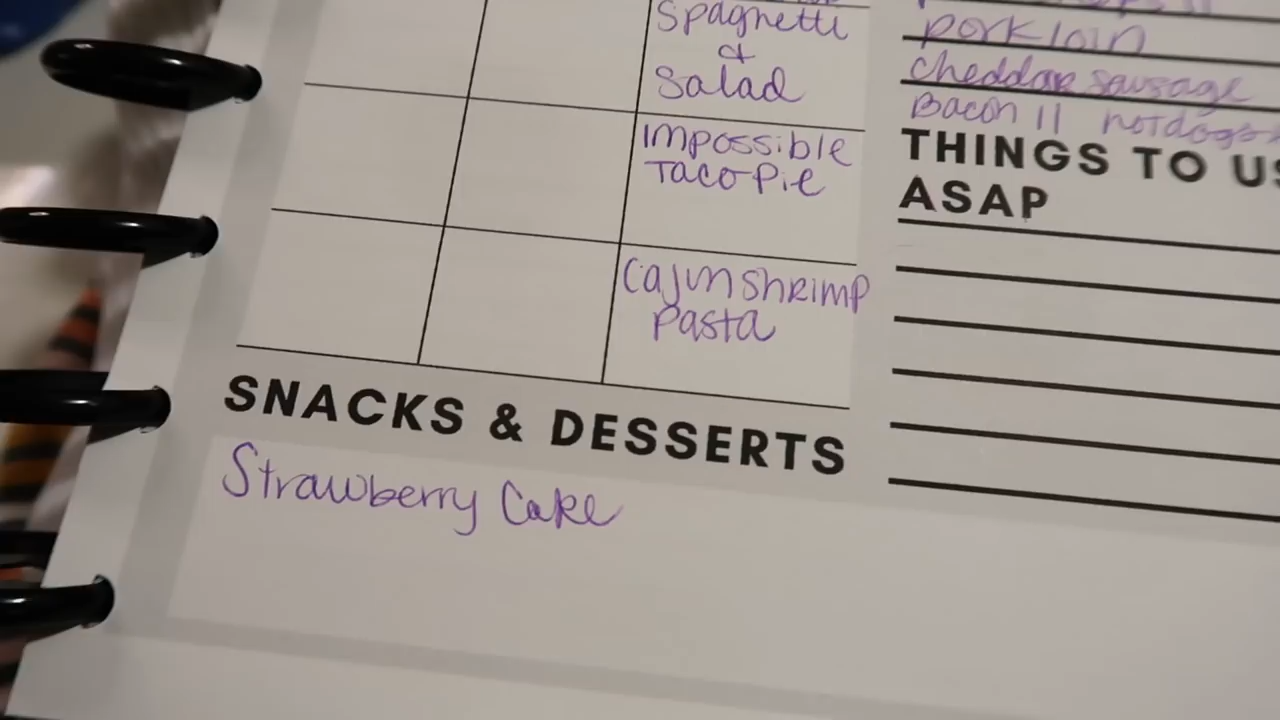 Spaghetti
&
Salad
Impossible
Taco Pie
Cajun Shrimp
Pasta
SNACKS & DESSERTS
Strawberry Cake
pork loin
cheddar sausage
Bacon II hotdogs
THINGS TO US
ASAP